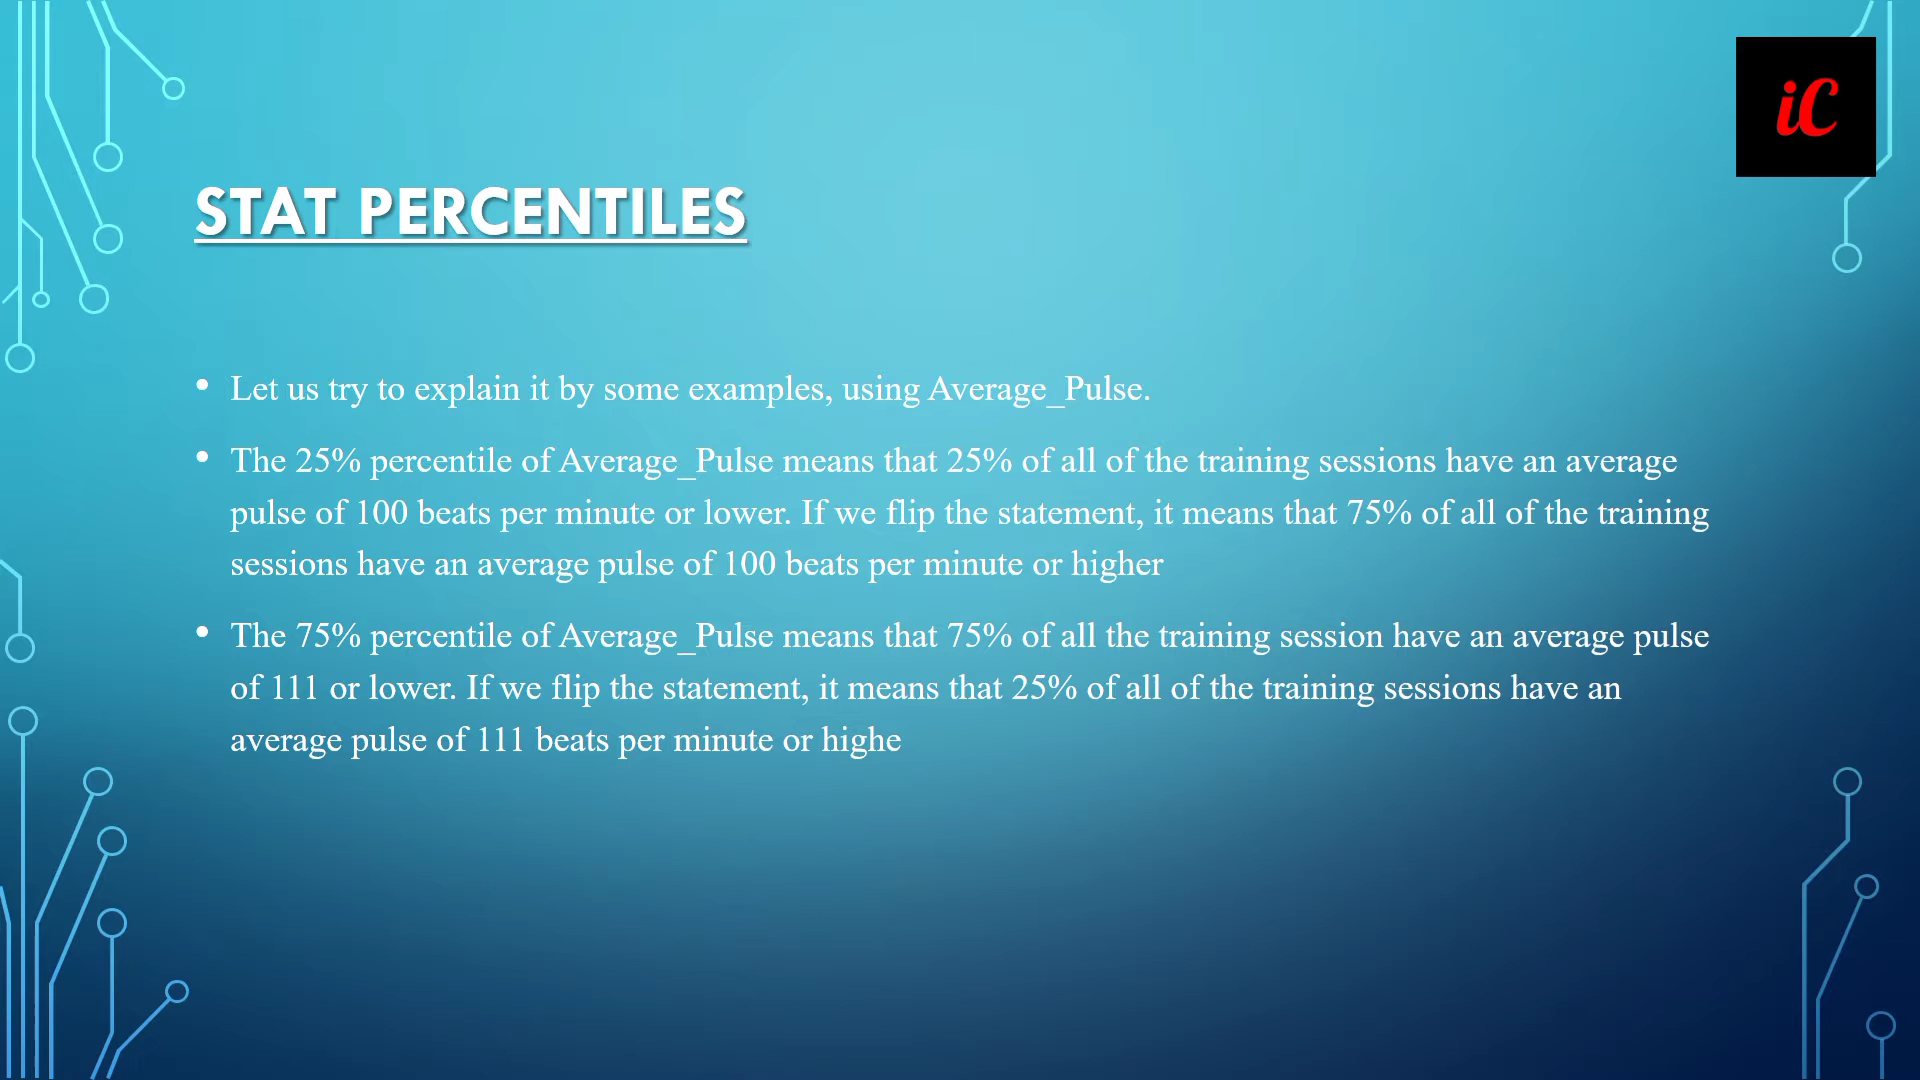 iC
STAT PERCENTILES
• Let us try to explain it by some examples, using Average_Pulse.
• The 25% percentile of Average_Pulse means that 25% of all of the training sessions have an average
pulse of 100 beats per minute or lower. If we flip the statement, it means that 75% of all of the training
sessions have an average pulse of 100 beats per minute or higher
• The 75% percentile of Average_Pulse means that 75% of all the training session have an average pulse
of 111 or lower. If we flip the statement, it means that 25% of all of the training sessions have an
average pulse of 111 beats per minute or highe